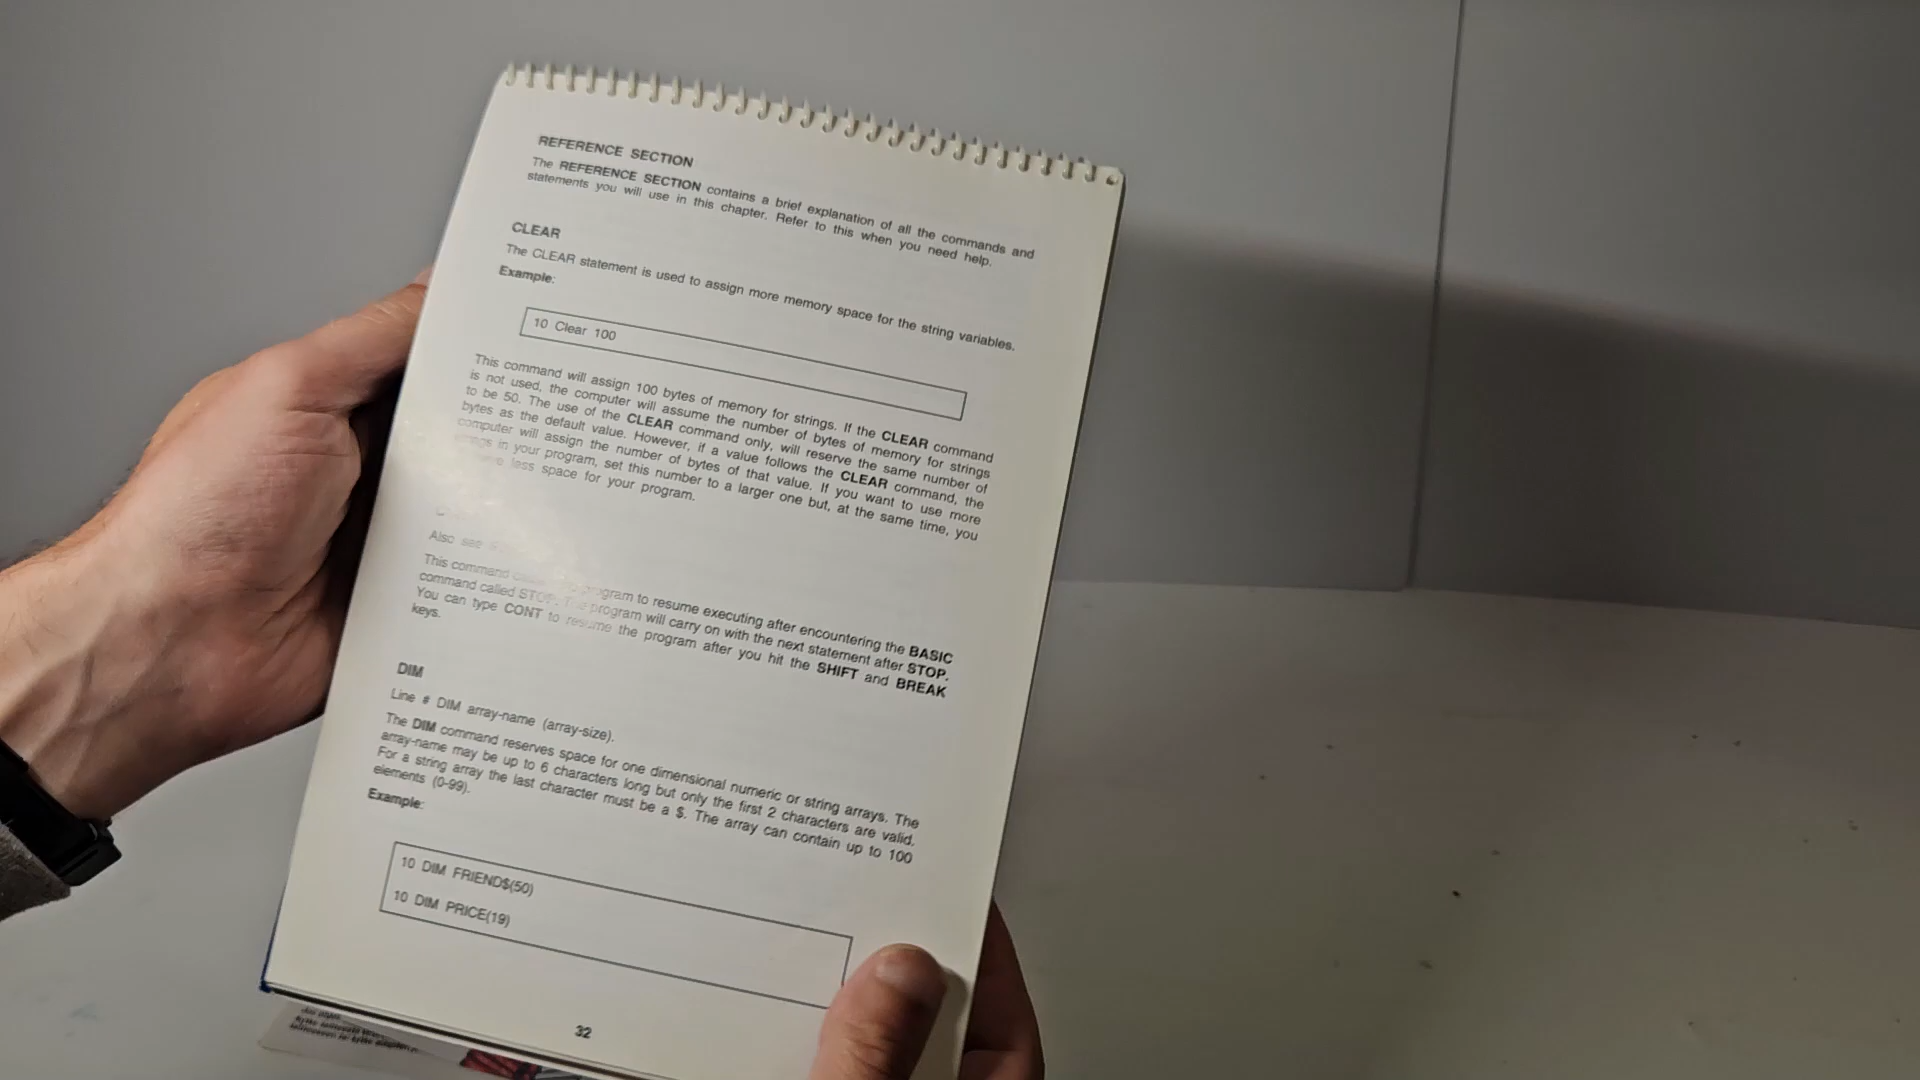 REFERENCE SECTION
The REFERENCE SECTION contains a brief explanation of all the commands and
statements you will use in this chapter. Refer to this when you need help.
CLEAR
The CLEAR statement is used to assign more memory space for the string variables.
Example:
10 Clear 100
This command will assign 100 bytes of memory for strings. If the CLEAR command
is not used, the computer will assume the number of bytes of memory for strings
to be 50. The use of the CLEAR command only, will reserve the same number of
bytes as the default value. However, if a value follows the CLEAR command, the
computer will assign the number of bytes of that value. If you want to use more
in your program, set this number to a larger one but, at the same time, you
less space for your program.
Also see
This command program to resume executing after encountering the BASIC
command called STOP. The program will carry on with the next statement after STOP.
You can type CONT to resume the program after you hit the SHIFT and BREAK
keys.
DIM
Line # DIM array-name (array-size).
The DIM command reserves space for one dimensional numeric or string arrays. The
array-name may be up to 6 characters long but only the first 2 characters are valid.
For a string array the last character must be a $. The array can contain up to 100
elements (0-99).
Example:
10 DIM FRIEND$(50)
10 DIM PRICE(19)
32